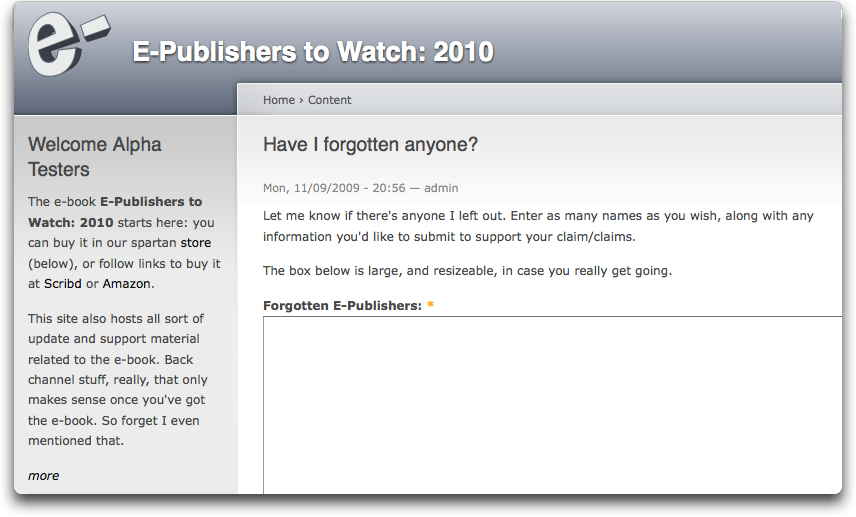 e-
E-Publishers to Watch: 2010
Home › Content
Welcome Alpha
Testers
The e-book E-Publishers to
Watch: 2010 starts here: you
can buy it in our spartan store
(below), or follow links to buy it
at Scribd or Amazon.
This site also hosts all sort of
update and support material
related to the e-book. Back
channel stuff, really, that only
makes sense once you've got
the e-book. So forget I even
mentioned that.
more
Have I forgotten anyone?
Mon, 11/09/2009 - 20:56 — admin
Let me know if there's anyone I left out. Enter as many names as you wish, along with any
information you'd like to submit to support your claim/claims.
The box below is large, and resizeable, in case you really get going.
Forgotten E-Publishers: *